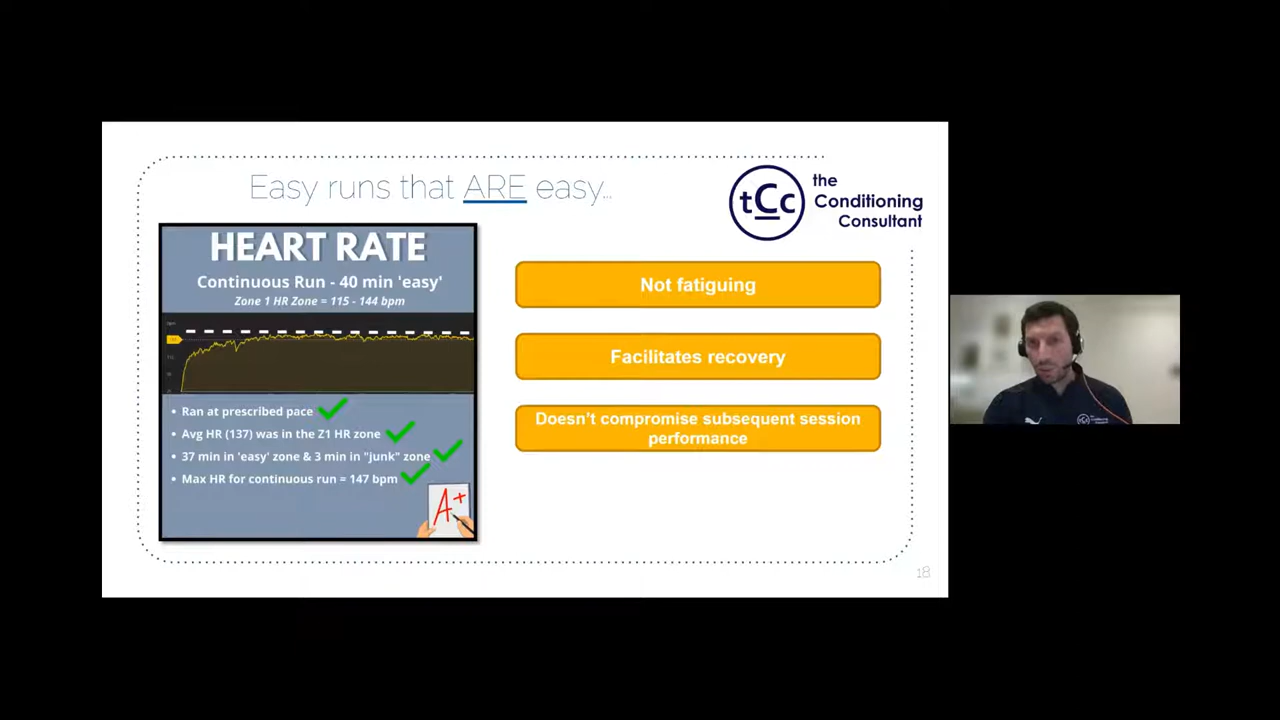 Easy runs that ARE easy...
tCc
the
Conditioning
Consultant
HEART RATE
Continuous Run - 40 min 'easy'
Zone 1 HR Zone = 115 - 144 bpm
• Ran at prescribed pace
• Avg HR (137) was in the Z1 HR zone
• 37 min in 'easy' zone & 3 min in "junk" zone
• Max HR for continuous run = 147 bpm
A+
Not fatiguing
Facilitates recovery
Doesn't compromise subsequent session
performance
18